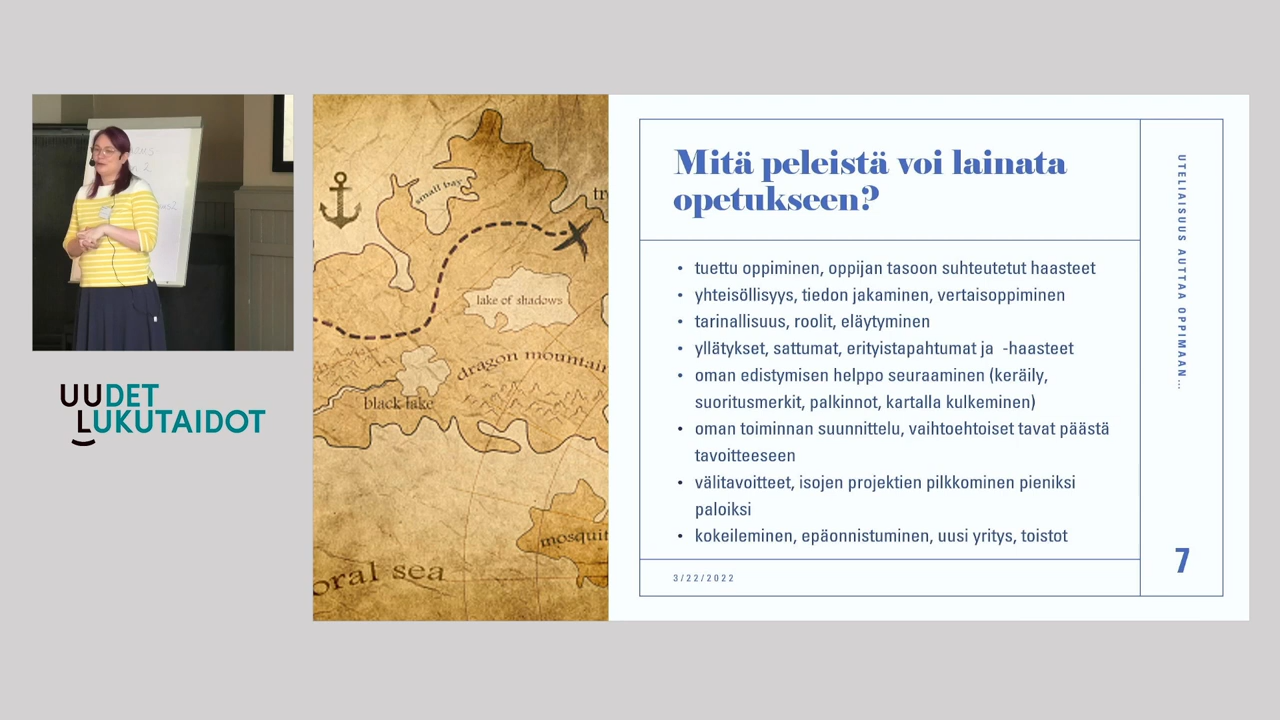 UUDET
LUKUTAIDOT
small bay
lake of shadows
dragon mountain
black lake
mosquit
oral sea
Mitä peleistä voi lainata
opetukseen?
• tuettu oppiminen, oppijan tasoon suhteutetut haasteet
• yhteisöllisyys, tiedon jakaminen, vertaisoppiminen
• tarinallisuus, roolit, eläytyminen
• yllätykset, sattumat, erityistapahtumat ja -haasteet
• oman edistymisen helppo seuraaminen (keräily,
suoritusmerkit, palkinnot, kartalla kulkeminen)
• oman toiminnan suunnittelu, vaihtoehtoiset tavat päästä
tavoitteeseen
• välitavoitteet, isojen projektien pilkkominen pieniksi
paloiksi
• kokeileminen, epäonnistuminen, uusi yritys, toistot
3/22/2022
UTELIAISUUS AUTTAA OPPIMAAN…
7